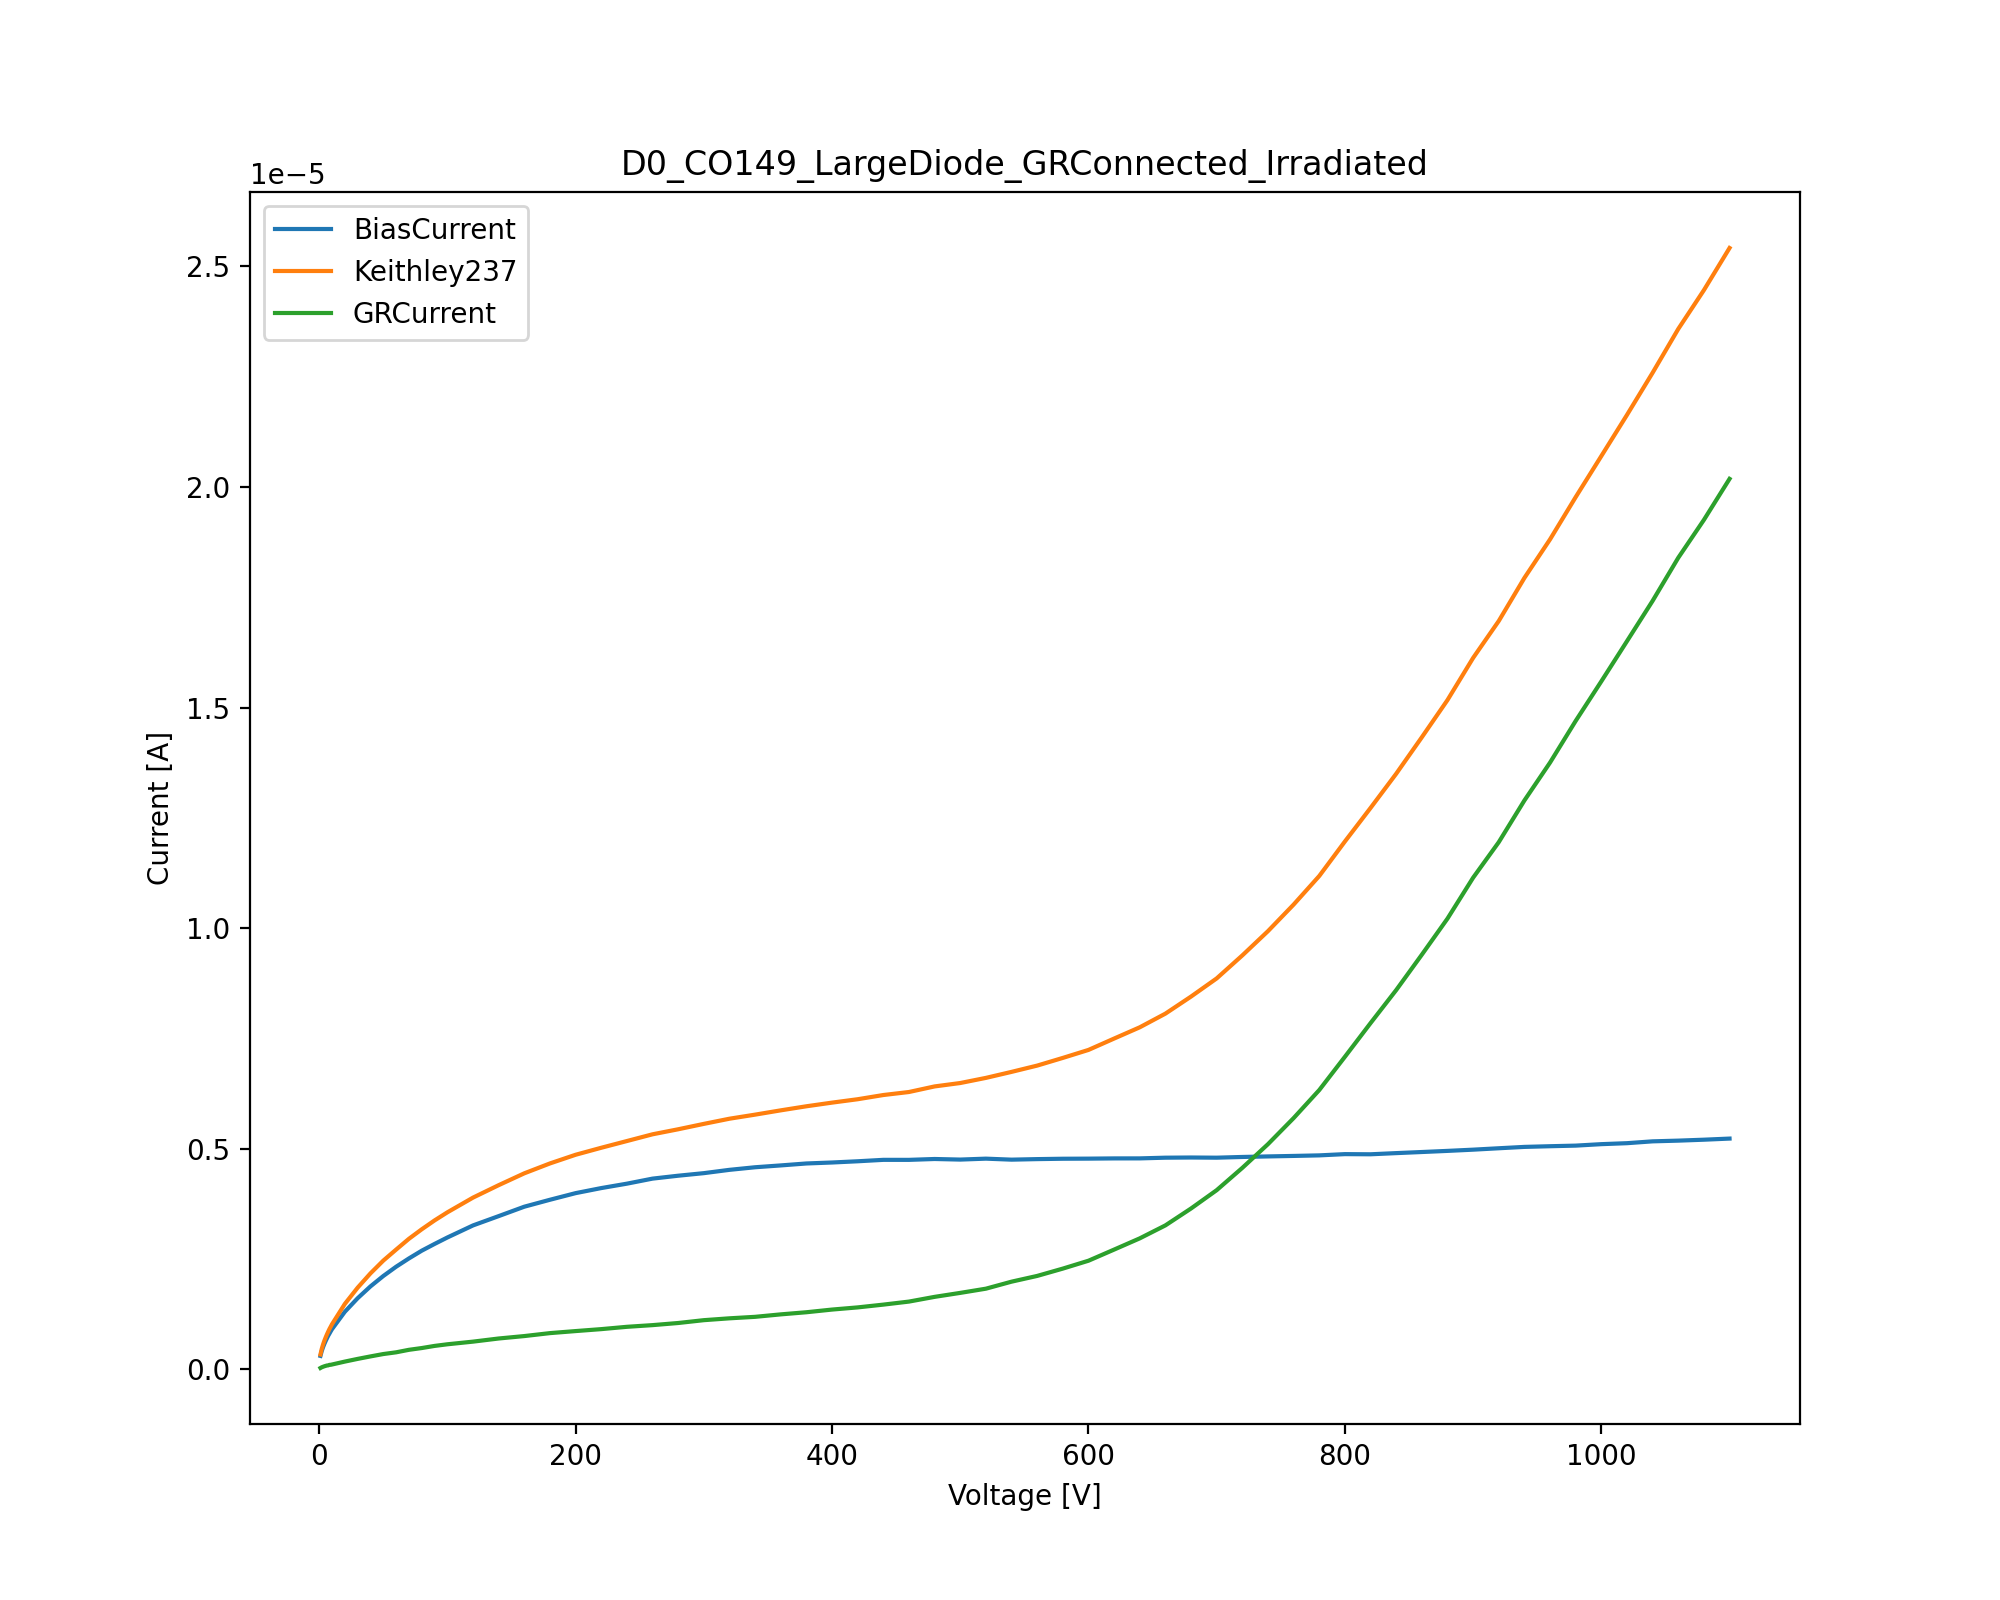 D0_CO149_LargeDiode_GRConnected_Irradiated
1e−5
BiasCurrent
Keithley237
GRCurrent
2.5
2.0
1.5
1.0
0.5
0.0
Current [A]
0 200 400 600 800 1000
Voltage [V]